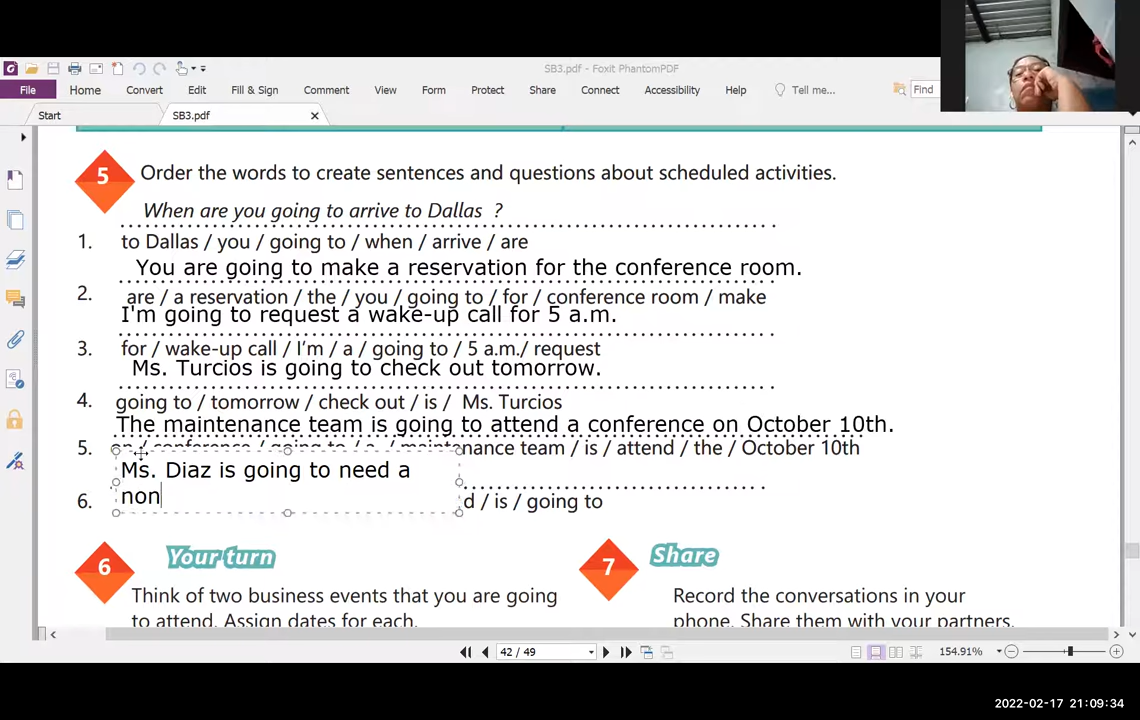 SB3.pdf - Foxit PhantomPDF
File Home Convert Edit Fill & Sign Comment View Form Protect Share Connect Accessibility Help Tell me... Find
Start SB3.pdf
5 Order the words to create sentences and questions about scheduled activities.
When are you going to arrive to Dallas ?
1. to Dallas / you / going to / when / arrive / are
You are going to make a reservation for the conference room.
2. are / a reservation / the / you / going to / for / conference room / make
I'm going to request a wake-up call for 5 a.m.
3. for / wake-up call / I'm / a / going to / 5 a.m./ request
Ms. Turcios is going to check out tomorrow.
4. going to / tomorrow / check out / is / Ms. Turcios
The maintenance team is going to attend a conference on October 10th.
5. on / conference / going to / a / maintenance team / is / attend / the / October 10th
Ms. Diaz is going to need a
non
6. d / is / going to
6 Your turn
7 Share
Think of two business events that you are going
to attend. Assign dates for each.
Record the conversations in your
phone. Share them with your partners.
42 / 49
154.91%
2022-02-17 21:09:34